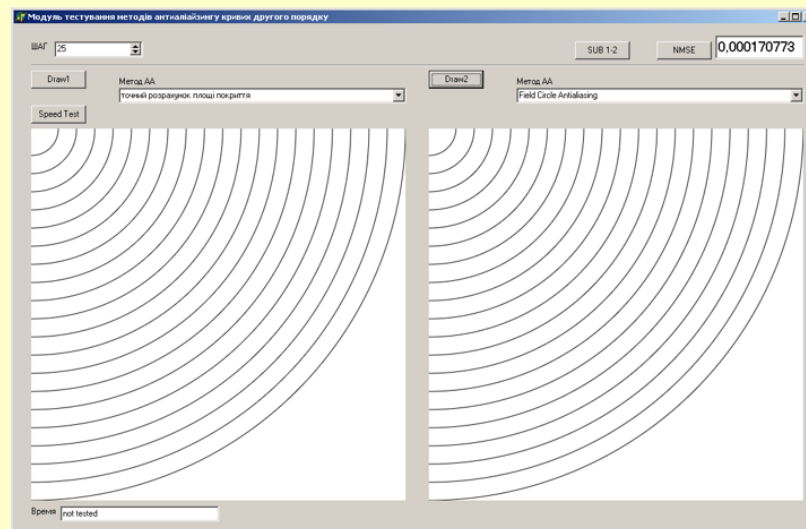 Модуль тестування методів антиаліайзингу кривих другого порядку
ШАГ 25 SUB 1-2 NMSE 0,000170773
Draw1 Метод АА Draw2 Метод АА
точний розрахунок площі покриття Field Circle Antialiasing
Speed Test
Время not tested